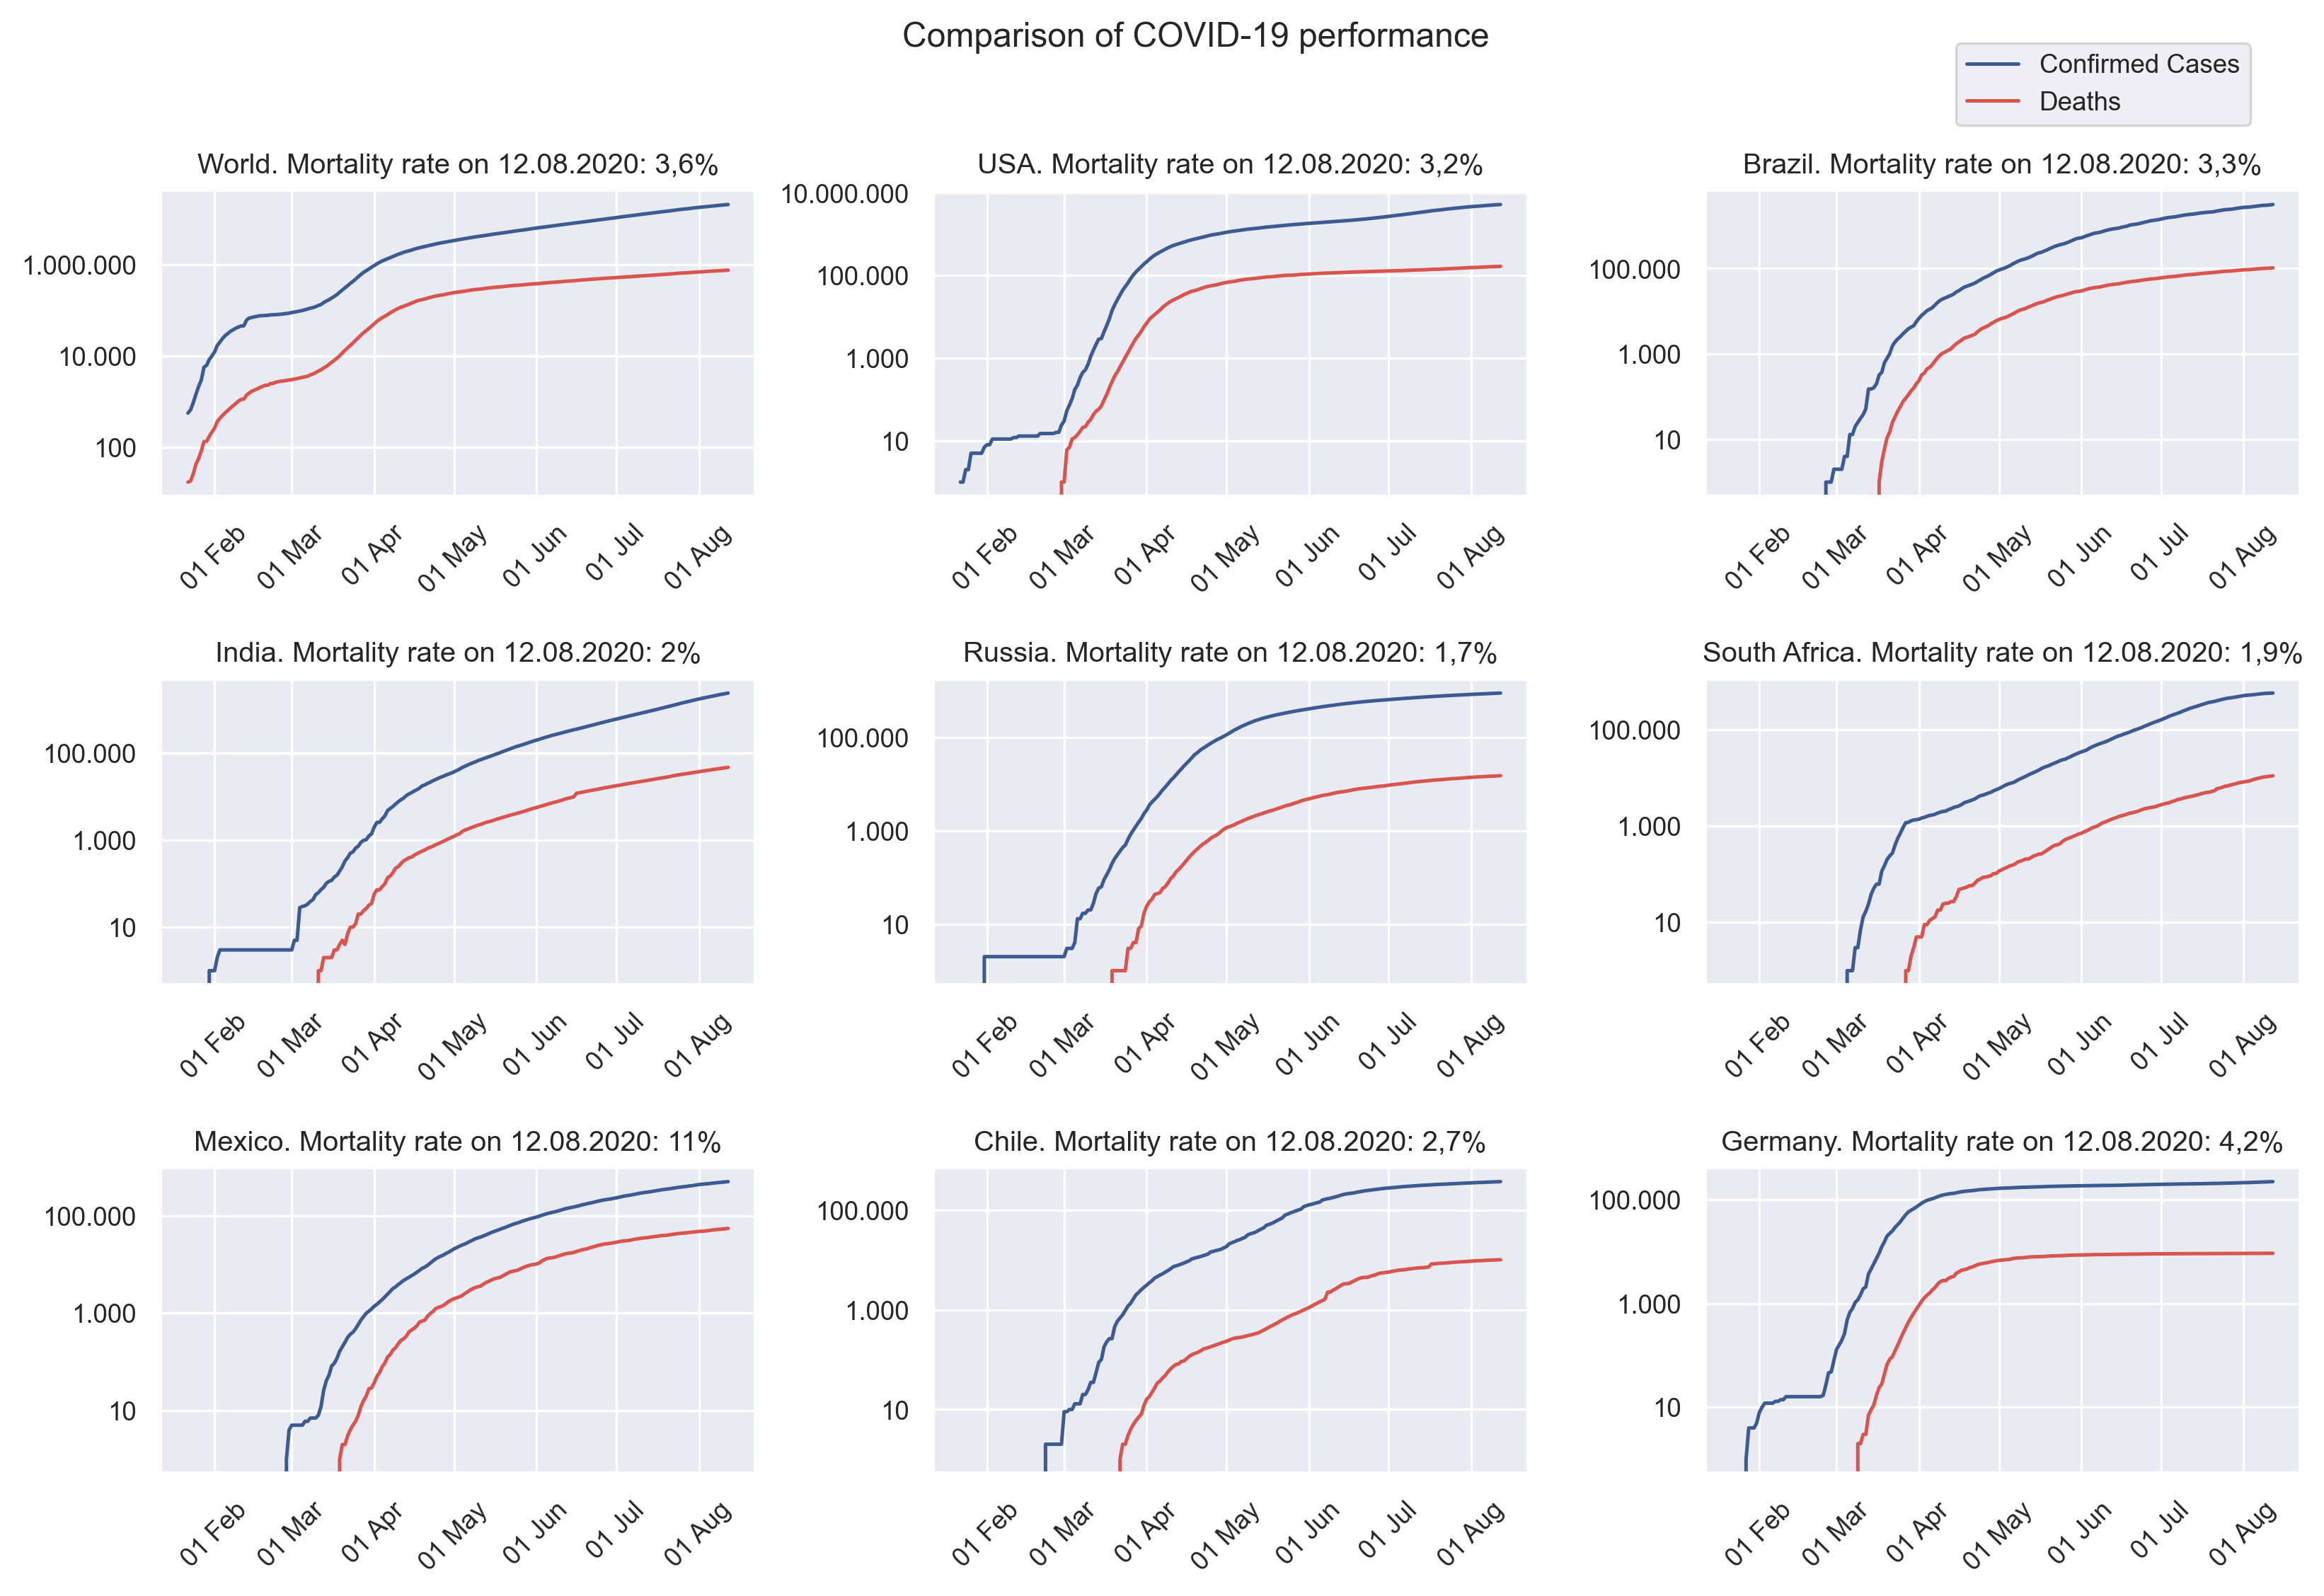 Comparison of COVID-19 performance
Confirmed Cases
Deaths
World. Mortality rate on 12.08.2020: 3,6%
1.000.000
10.000
100
01 Feb
01 Mar
01 Apr
01 May
01 Jun
01 Jul
01 Aug
USA. Mortality rate on 12.08.2020: 3,2%
10.000.000
100.000
1.000
10
01 Feb
01 Mar
01 Apr
01 May
01 Jun
01 Jul
01 Aug
Brazil. Mortality rate on 12.08.2020: 3,3%
100.000
1.000
10
01 Feb
01 Mar
01 Apr
01 May
01 Jun
01 Jul
01 Aug
India. Mortality rate on 12.08.2020: 2%
100.000
1.000
10
01 Feb
01 Mar
01 Apr
01 May
01 Jun
01 Jul
01 Aug
Russia. Mortality rate on 12.08.2020: 1,7%
100.000
1.000
10
01 Feb
01 Mar
01 Apr
01 May
01 Jun
01 Jul
01 Aug
South Africa. Mortality rate on 12.08.2020: 1,9%
100.000
1.000
10
01 Feb
01 Mar
01 Apr
01 May
01 Jun
01 Jul
01 Aug
Mexico. Mortality rate on 12.08.2020: 11%
100.000
1.000
10
01 Feb
01 Mar
01 Apr
01 May
01 Jun
01 Jul
01 Aug
Chile. Mortality rate on 12.08.2020: 2,7%
100.000
1.000
10
01 Feb
01 Mar
01 Apr
01 May
01 Jun
01 Jul
01 Aug
Germany. Mortality rate on 12.08.2020: 4,2%
100.000
1.000
10
01 Feb
01 Mar
01 Apr
01 May
01 Jun
01 Jul
01 Aug